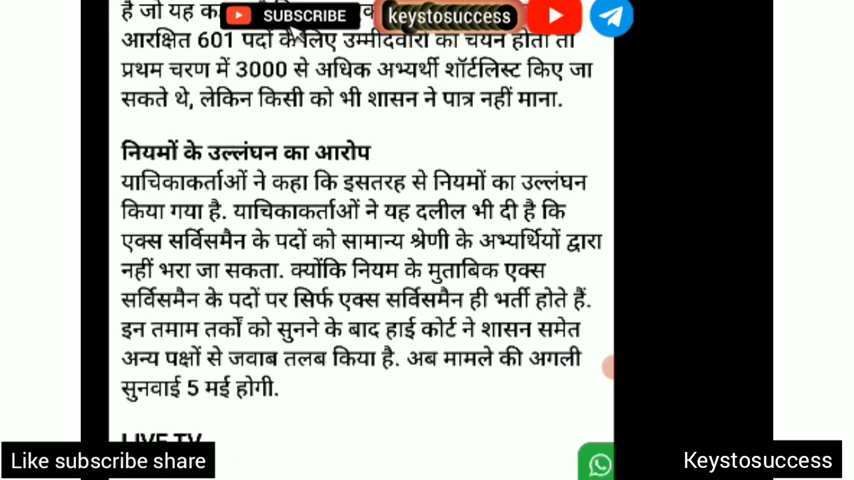 है जो यह
SUBSCRIBE
keystosuccess
आरक्षित 601 पदों के लिए उम्मीदवारों का चयन होता तो
प्रथम चरण में 3000 से अधिक अभ्यर्थी शॉर्टलिस्ट किए जा
सकते थे, लेकिन किसी को भी शासन ने पात्र नहीं माना.
नियमों के उल्लंघन का आरोप
याचिकाकर्ताओं ने कहा कि इसतरह से नियमों का उल्लंघन
किया गया है. याचिकाकर्ताओं ने यह दलील भी दी है कि
एक्स सर्विसमैन के पदों को सामान्य श्रेणी के अभ्यर्थियों द्वारा
नहीं भरा जा सकता. क्योंकि नियम के मुताबिक एक्स
सर्विसमैन के पदों पर सिर्फ एक्स सर्विसमैन ही भर्ती होते हैं.
इन तमाम तर्कों को सुनने के बाद हाई कोर्ट ने शासन समेत
अन्य पक्षों से जवाब तलब किया है. अब मामले की अगली
सुनवाई 5 मई होगी.
LIVE TV
Like subscribe share
Keystosuccess